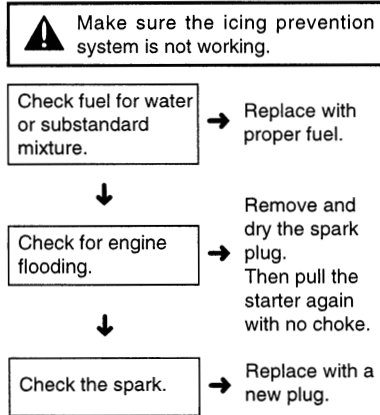 Make sure the icing prevention
system is not working.
Check fuel for water
or substandard
mixture.
Replace with
proper fuel.
Check for engine
flooding.
Remove and
dry the spark
plug.
Then pull the
starter again
with no choke.
Check the spark.
Replace with a
new plug.